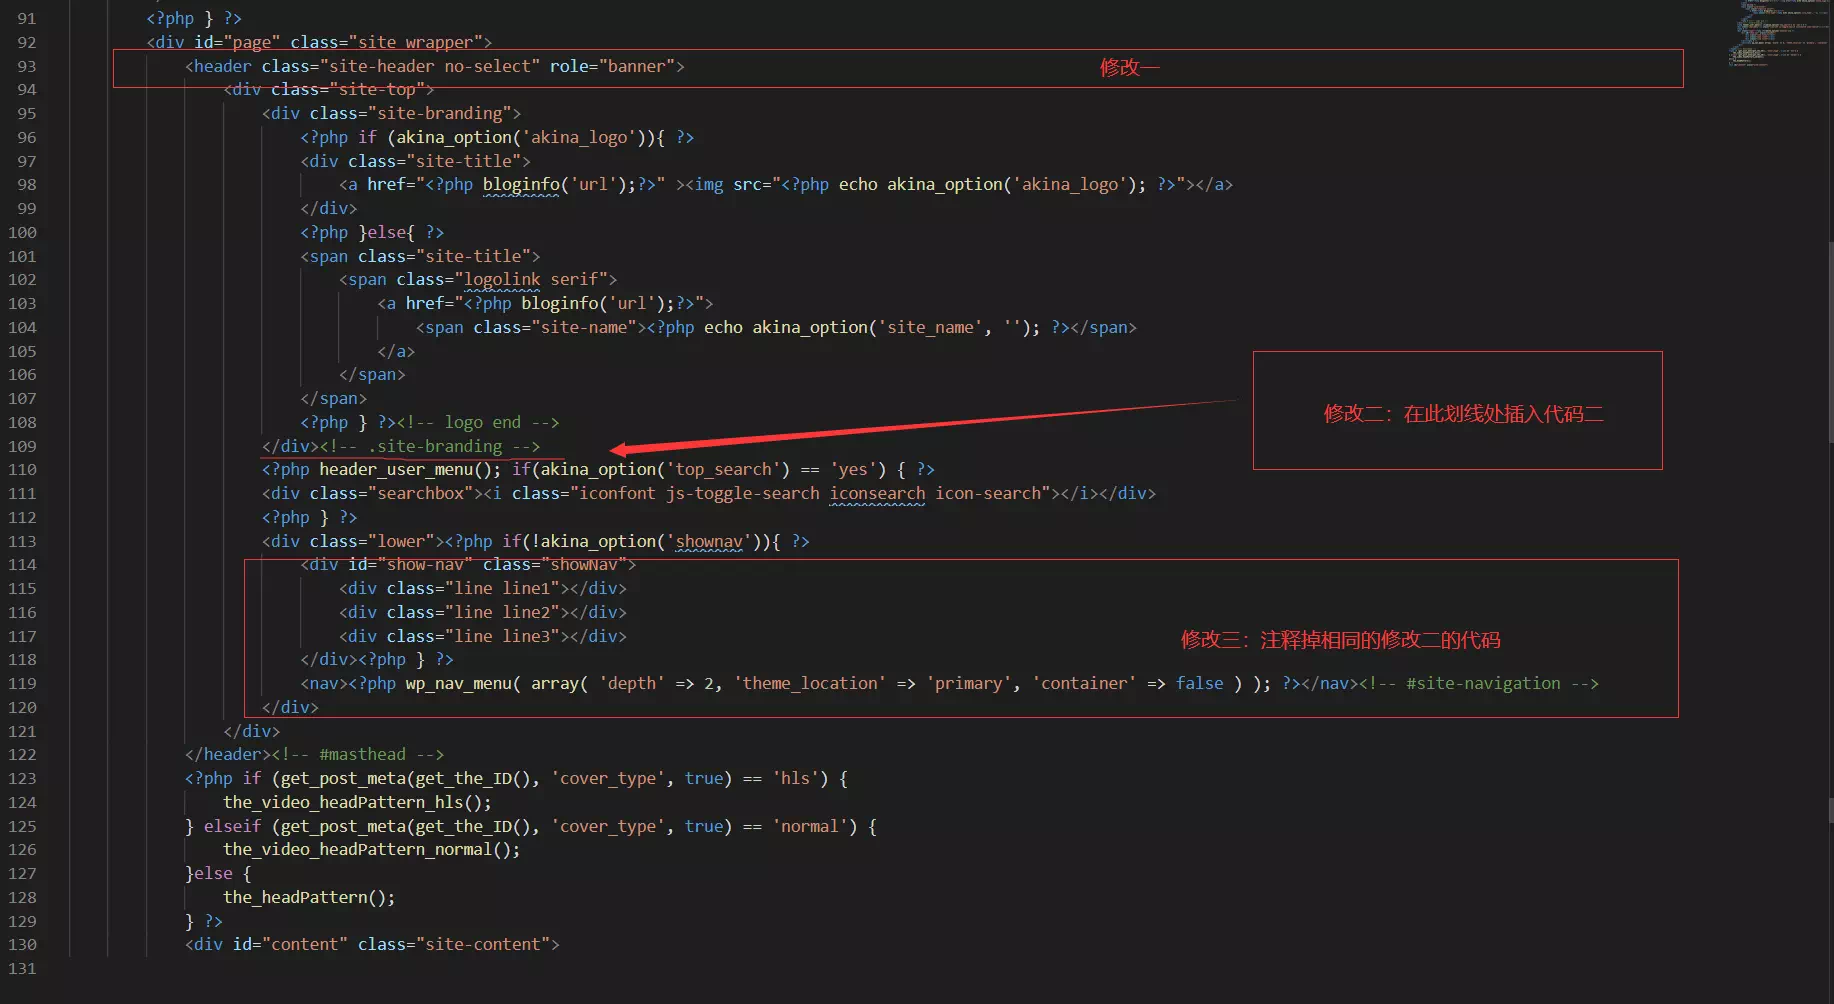 91 <?php } ?>
92 <div id="page" class="site wrapper">
93 <header class="site-header no-select" role="banner">
修改一
94 <div class="site-top">
95 <div class="site-branding">
96 <?php if (akina_option('akina_logo')){ ?>
97 <div class="site-title">
98 <a href="<?php bloginfo('url');?>" ><img src="<?php echo akina_option('akina_logo'); ?>"></a>
99 </div>
100 <?php }else{ ?>
101 <span class="site-title">
102 <span class="logolink serif">
103 <a href="<?php bloginfo('url');?>">
104 <span class="site-name"><?php echo akina_option('site_name', ''); ?></span>
105 </a>
106 </span>
107 </span>
修改二：在此划线处插入代码二
108 <?php } ?><!-- logo end -->
109 </div><!-- .site-branding -->
110 <?php header_user_menu(); if(akina_option('top_search') == 'yes') { ?>
111 <div class="searchbox"><i class="iconfont js-toggle-search iconsearch icon-search"></i></div>
112 <?php } ?>
113 <div class="lower"><?php if(!akina_option('shownav')){ ?>
114 <div id="show-nav" class="showNav">
115 <div class="line line1"></div>
116 <div class="line line2"></div>
117 <div class="line line3"></div>
修改三：注释掉相同的修改二的代码
118 </div><?php } ?>
119 <nav><?php wp_nav_menu( array( 'depth' => 2, 'theme_location' => 'primary', 'container' => false ) ); ?></nav><!-- #site-navigation -->
120 </div>
121 </div>
122 </header><!-- #masthead -->
123 <?php if (get_post_meta(get_the_ID(), 'cover_type', true) == 'hls') {
124 the_video_headPattern_hls();
125 } elseif (get_post_meta(get_the_ID(), 'cover_type', true) == 'normal') {
126 the_video_headPattern_normal();
127 }else {
128 the_headPattern();
129 } ?>
130 <div id="content" class="site-content">
131